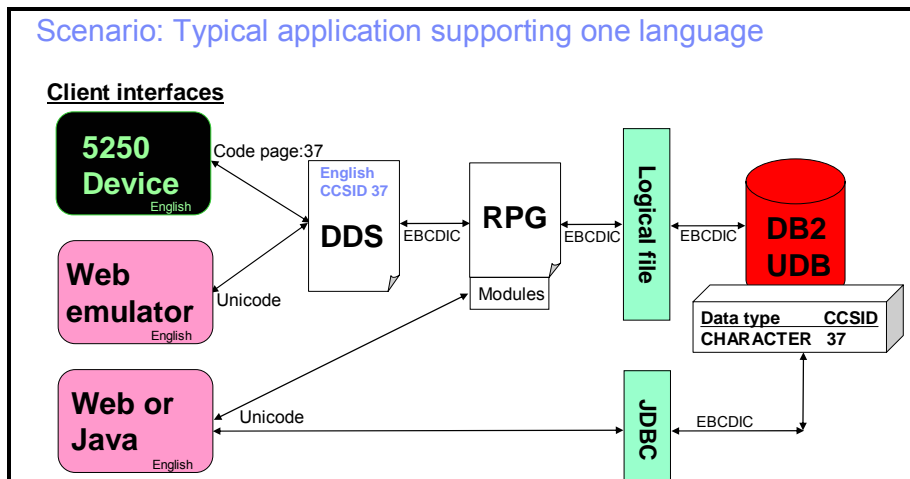 Scenario: Typical application supporting one language
Client interfaces
5250
Device
English
Code page:37
English
CCSID 37
DDS
EBCDIC
RPG
Modules
EBCDIC
Logical file
EBCDIC
DB2
UDB
Data type CCSID
CHARACTER 37
Web
emulator
English
Unicode
Web or
Java
English
Unicode
JDBC
EBCDIC